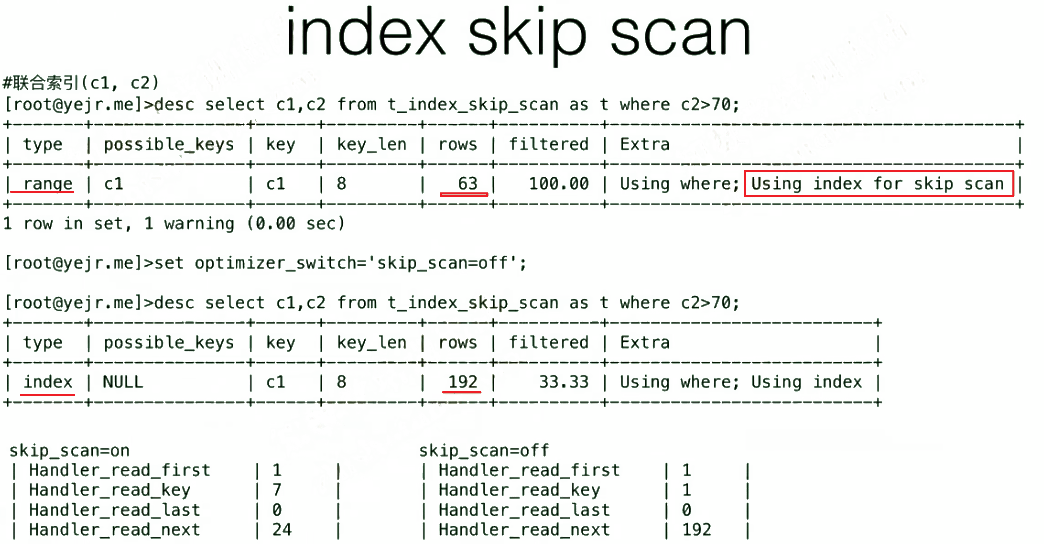 index skip scan
#联合索引(c1, c2)
[root@yejr.me]>desc select c1,c2 from t_index_skip_scan as t where c2>70;
+-------+---------------+------+---------+------+----------+----------------------------------------+
| type | possible_keys | key | key_len | rows | filtered | Extra |
+-------+---------------+------+---------+------+----------+----------------------------------------+
| range | c1 | c1 | 8 | 63 | 100.00 | Using where; Using index for skip scan |
+-------+---------------+------+---------+------+----------+----------------------------------------+
1 row in set, 1 warning (0.00 sec)
[root@yejr.me]>set optimizer_switch='skip_scan=off';
[root@yejr.me]>desc select c1,c2 from t_index_skip_scan as t where c2>70;
+-------+---------------+------+---------+------+----------+--------------------------+
| type | possible_keys | key | key_len | rows | filtered | Extra |
+-------+---------------+------+---------+------+----------+--------------------------+
| index | NULL | c1 | 8 | 192 | 33.33 | Using where; Using index |
+-------+---------------+------+---------+------+----------+--------------------------+
skip_scan=on skip_scan=off
| Handler_read_first | 1 | | Handler_read_first | 1 |
| Handler_read_key | 7 | | Handler_read_key | 1 |
| Handler_read_last | 0 | | Handler_read_last | 0 |
| Handler_read_next | 24 | | Handler_read_next | 192 |